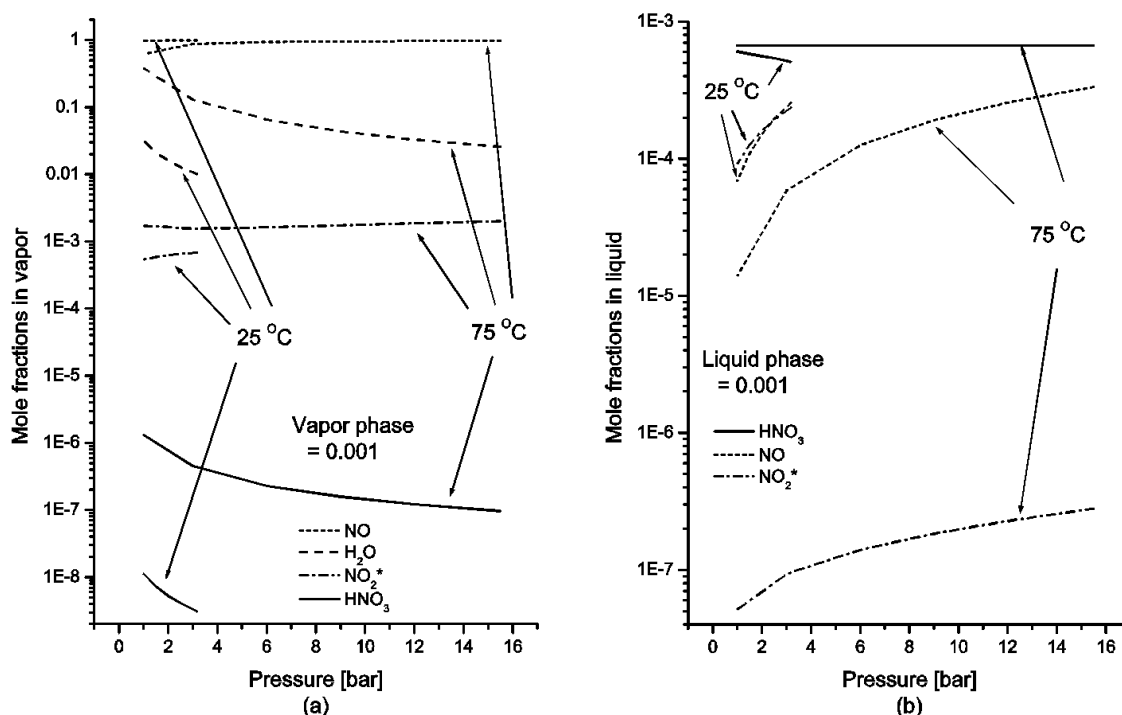 Mole fractions in vapor
1
0.1
0.01
1E-3
1E-4
1E-5
1E-6
1E-7
1E-8
25 °C
75 °C
Vapor phase
= 0.001
NO
H₂O
NO₂*
HNO₃
0 2 4 6 8 10 12 14 16
Pressure [bar]
(a)
Mole fractions in liquid
1E-3
1E-4
1E-5
1E-6
1E-7
25 °C
75 °C
Liquid phase
= 0.001
HNO₃
NO
NO₂*
0 2 4 6 8 10 12 14 16
Pressure [bar]
(b)